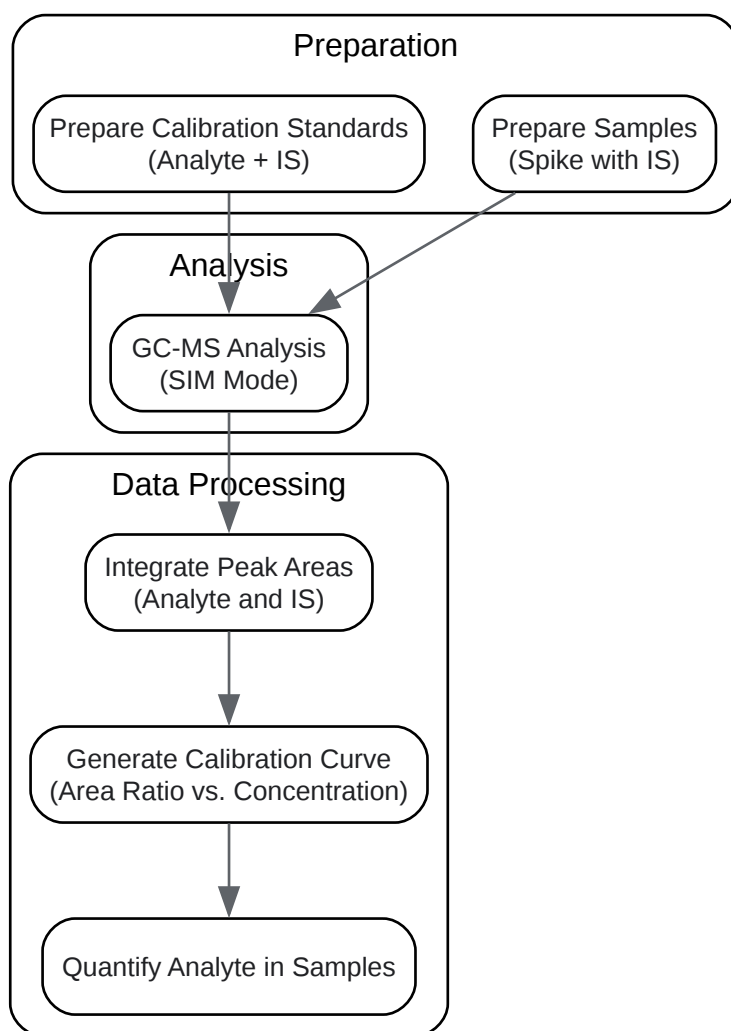 Preparation
Prepare Calibration Standards
(Analyte + IS)
Prepare Samples
(Spike with IS)
Analysis
GC-MS Analysis
(SIM Mode)
Data Processing
Integrate Peak Areas
(Analyte and IS)
Generate Calibration Curve
(Area Ratio vs. Concentration)
Quantify Analyte in Samples